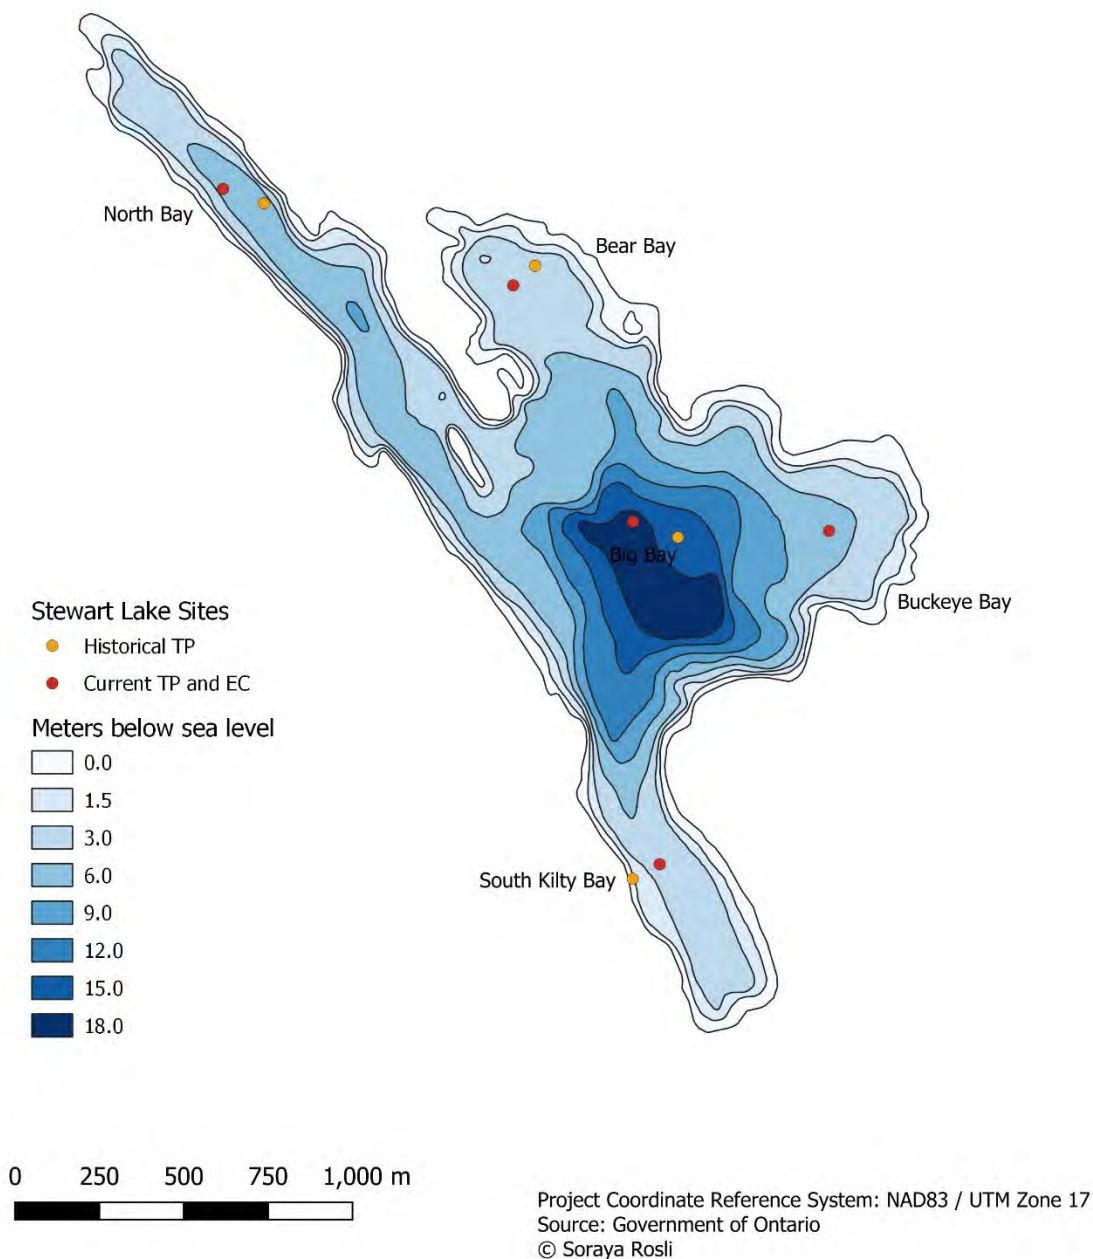 North Bay
Bear Bay
Big Bay
Buckeye Bay
Stewart Lake Sites
Historical TP
Current TP and EC
Meters below sea level
0.0
1.5
3.0
6.0
9.0
12.0
15.0
18.0
South Kilty Bay
0 250 500 750 1,000 m
Project Coordinate Reference System: NAD83 / UTM Zone 17
Source: Government of Ontario
© Soraya Rosli